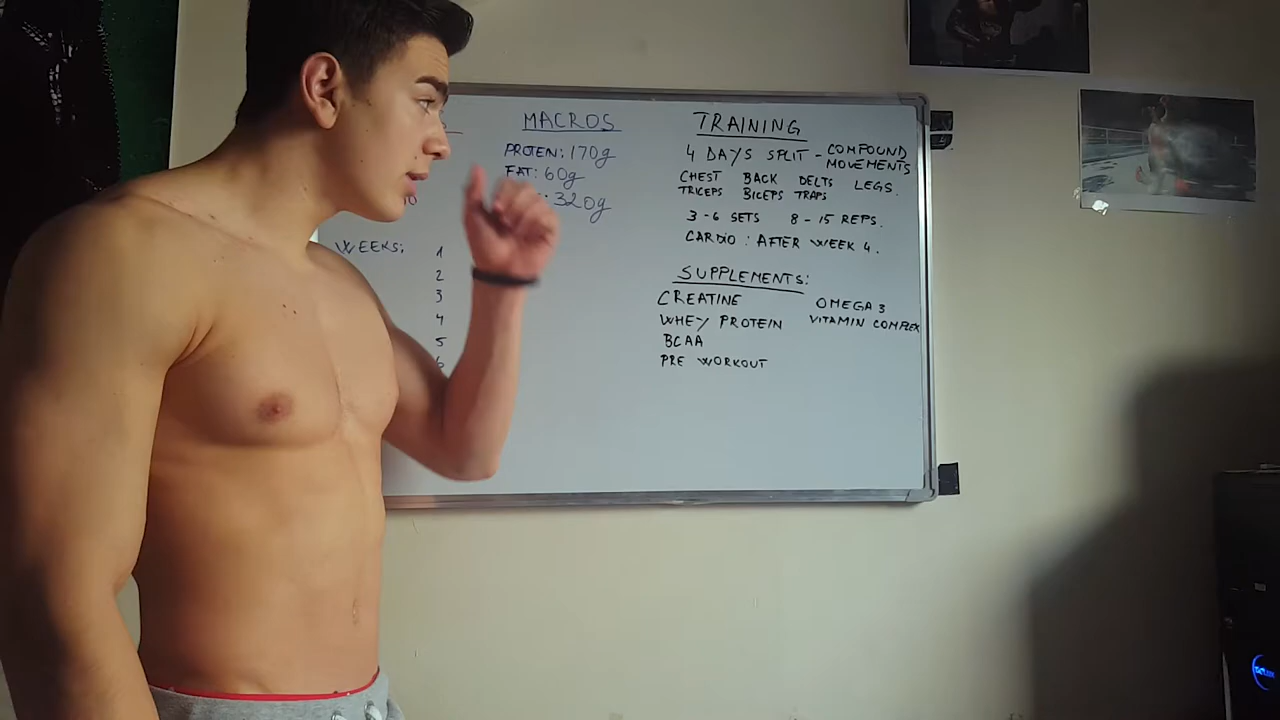 MACROS
PROTEIN: 170g
FAT: 60g
: 320g
WEEKS:
1
2
3
4
5
6
TRAINING
4 DAYS SPLIT - COMPOUND
MOVEMENTS
CHEST BACK DELTS LEGS.
TRICEPS BICEPS TRAPS
3-6 SETS 8-15 REPS.
CARDIO: AFTER WEEK 4.
SUPPLEMENTS:
CREATINE OMEGA 3
WHEY PROTEIN VITAMIN COMPLEX
BCAA
PRE WORKOUT